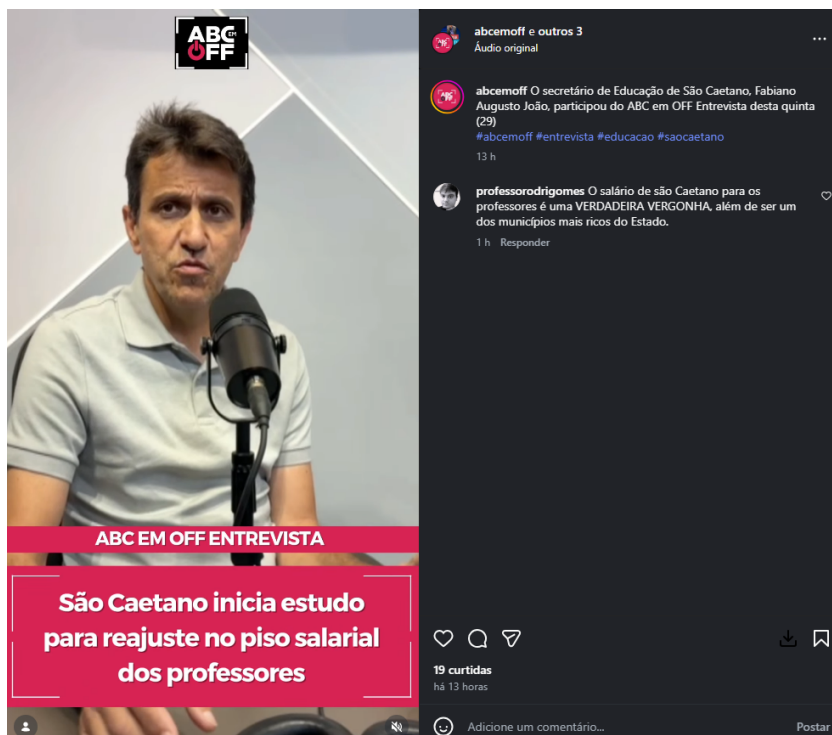 ABC EM
OFF
ABC EM OFF ENTREVISTA
São Caetano inicia estudo
para reajuste no piso salarial
dos professores
abcemoff e outros 3
Áudio original
abcemoff O secretário de Educação de São Caetano, Fabiano
Augusto João, participou do ABC em OFF Entrevista desta quinta
(29)
#abcemoff #entrevista #educacao #saocaetano
13 h
professorodrigomes O salário de são Caetano para os
professores é uma VERDADEIRA VERGONHA, além de ser um
dos municípios mais ricos do Estado.
1 h Responder
19 curtidas
há 13 horas
Adicione um comentário...
Postar